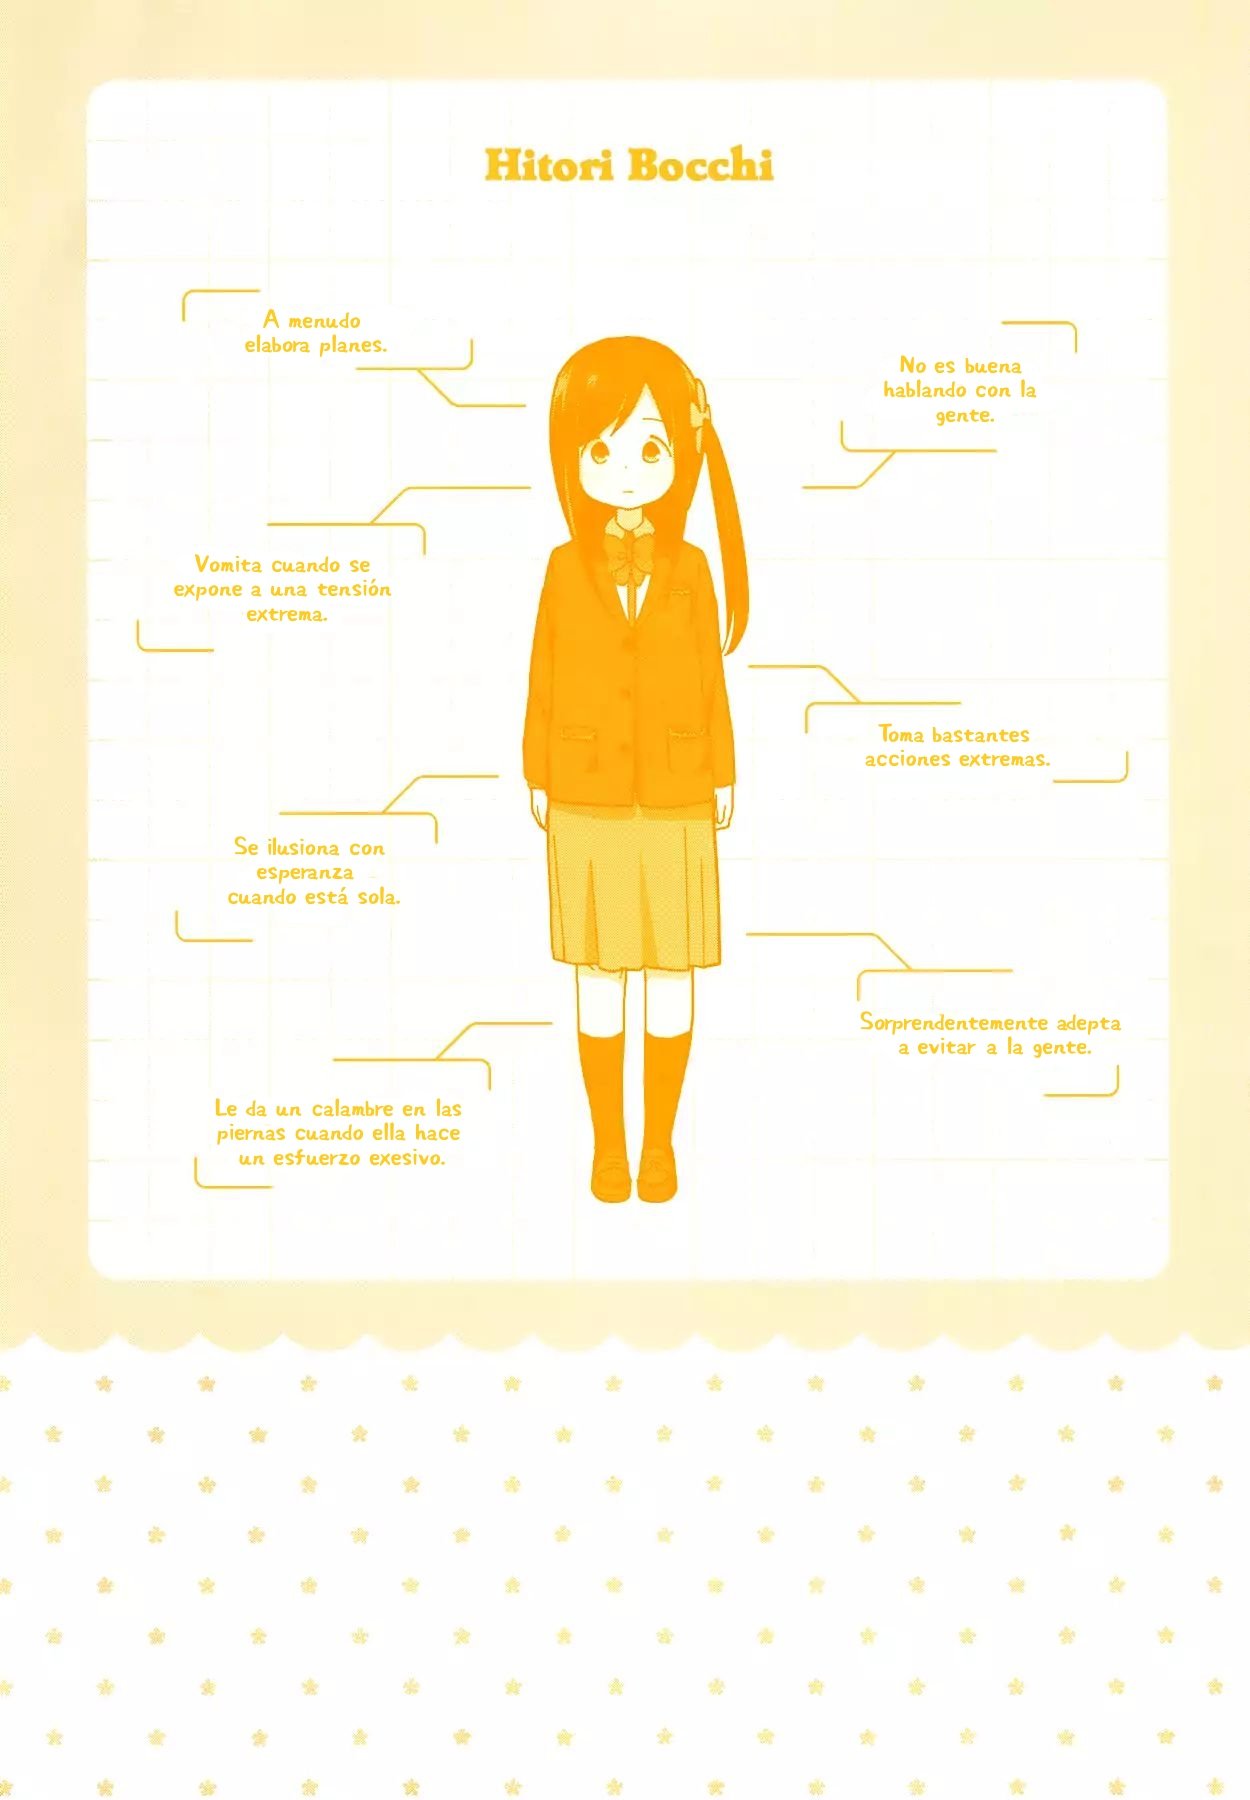 Hitori Bocchi
A menudo
elabora planes.
No es buena
hablando con la
gente.
Vomita cuando se
expone a una tensión
extrema.
Toma bastantes
acciones extremas.
Se ilusiona con
esperanza
cuando está sola.
Sorprendentemente adepta
a evitar a la gente.
Le da un calambre en las
piernas cuando ella hace
un esfuerzo exesivo.